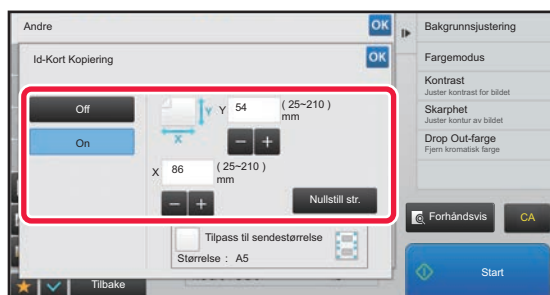 Andre
OK
Id-Kort Kopiering
OK
Off
On
Y
Y 54 ( 25~210 )
mm
X
X 86 ( 25~210 )
mm
Nullstill str.
Tilpass til sendestørrelse
Størrelse : A5
Tilbake
Bakgrunnsjustering
Fargemodus
Kontrast
Juster kontrast for bildet
Skarphet
Juster kontur av bildet
Drop Out-farge
Fjern kromatisk farge
Forhåndsvis
CA
Start